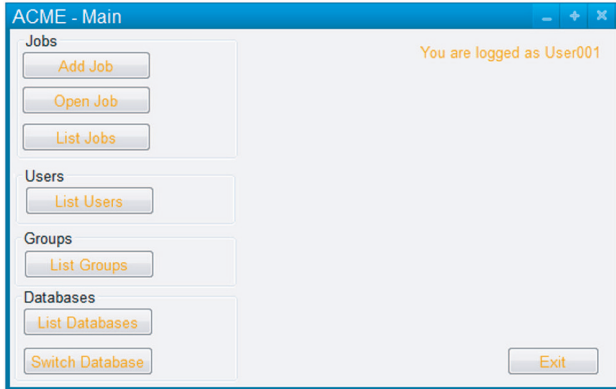 ACME - Main
Jobs
You are logged as User001
Add Job
Open Job
List Jobs
Users
List Users
Groups
List Groups
Databases
List Databases
Switch Database
Exit